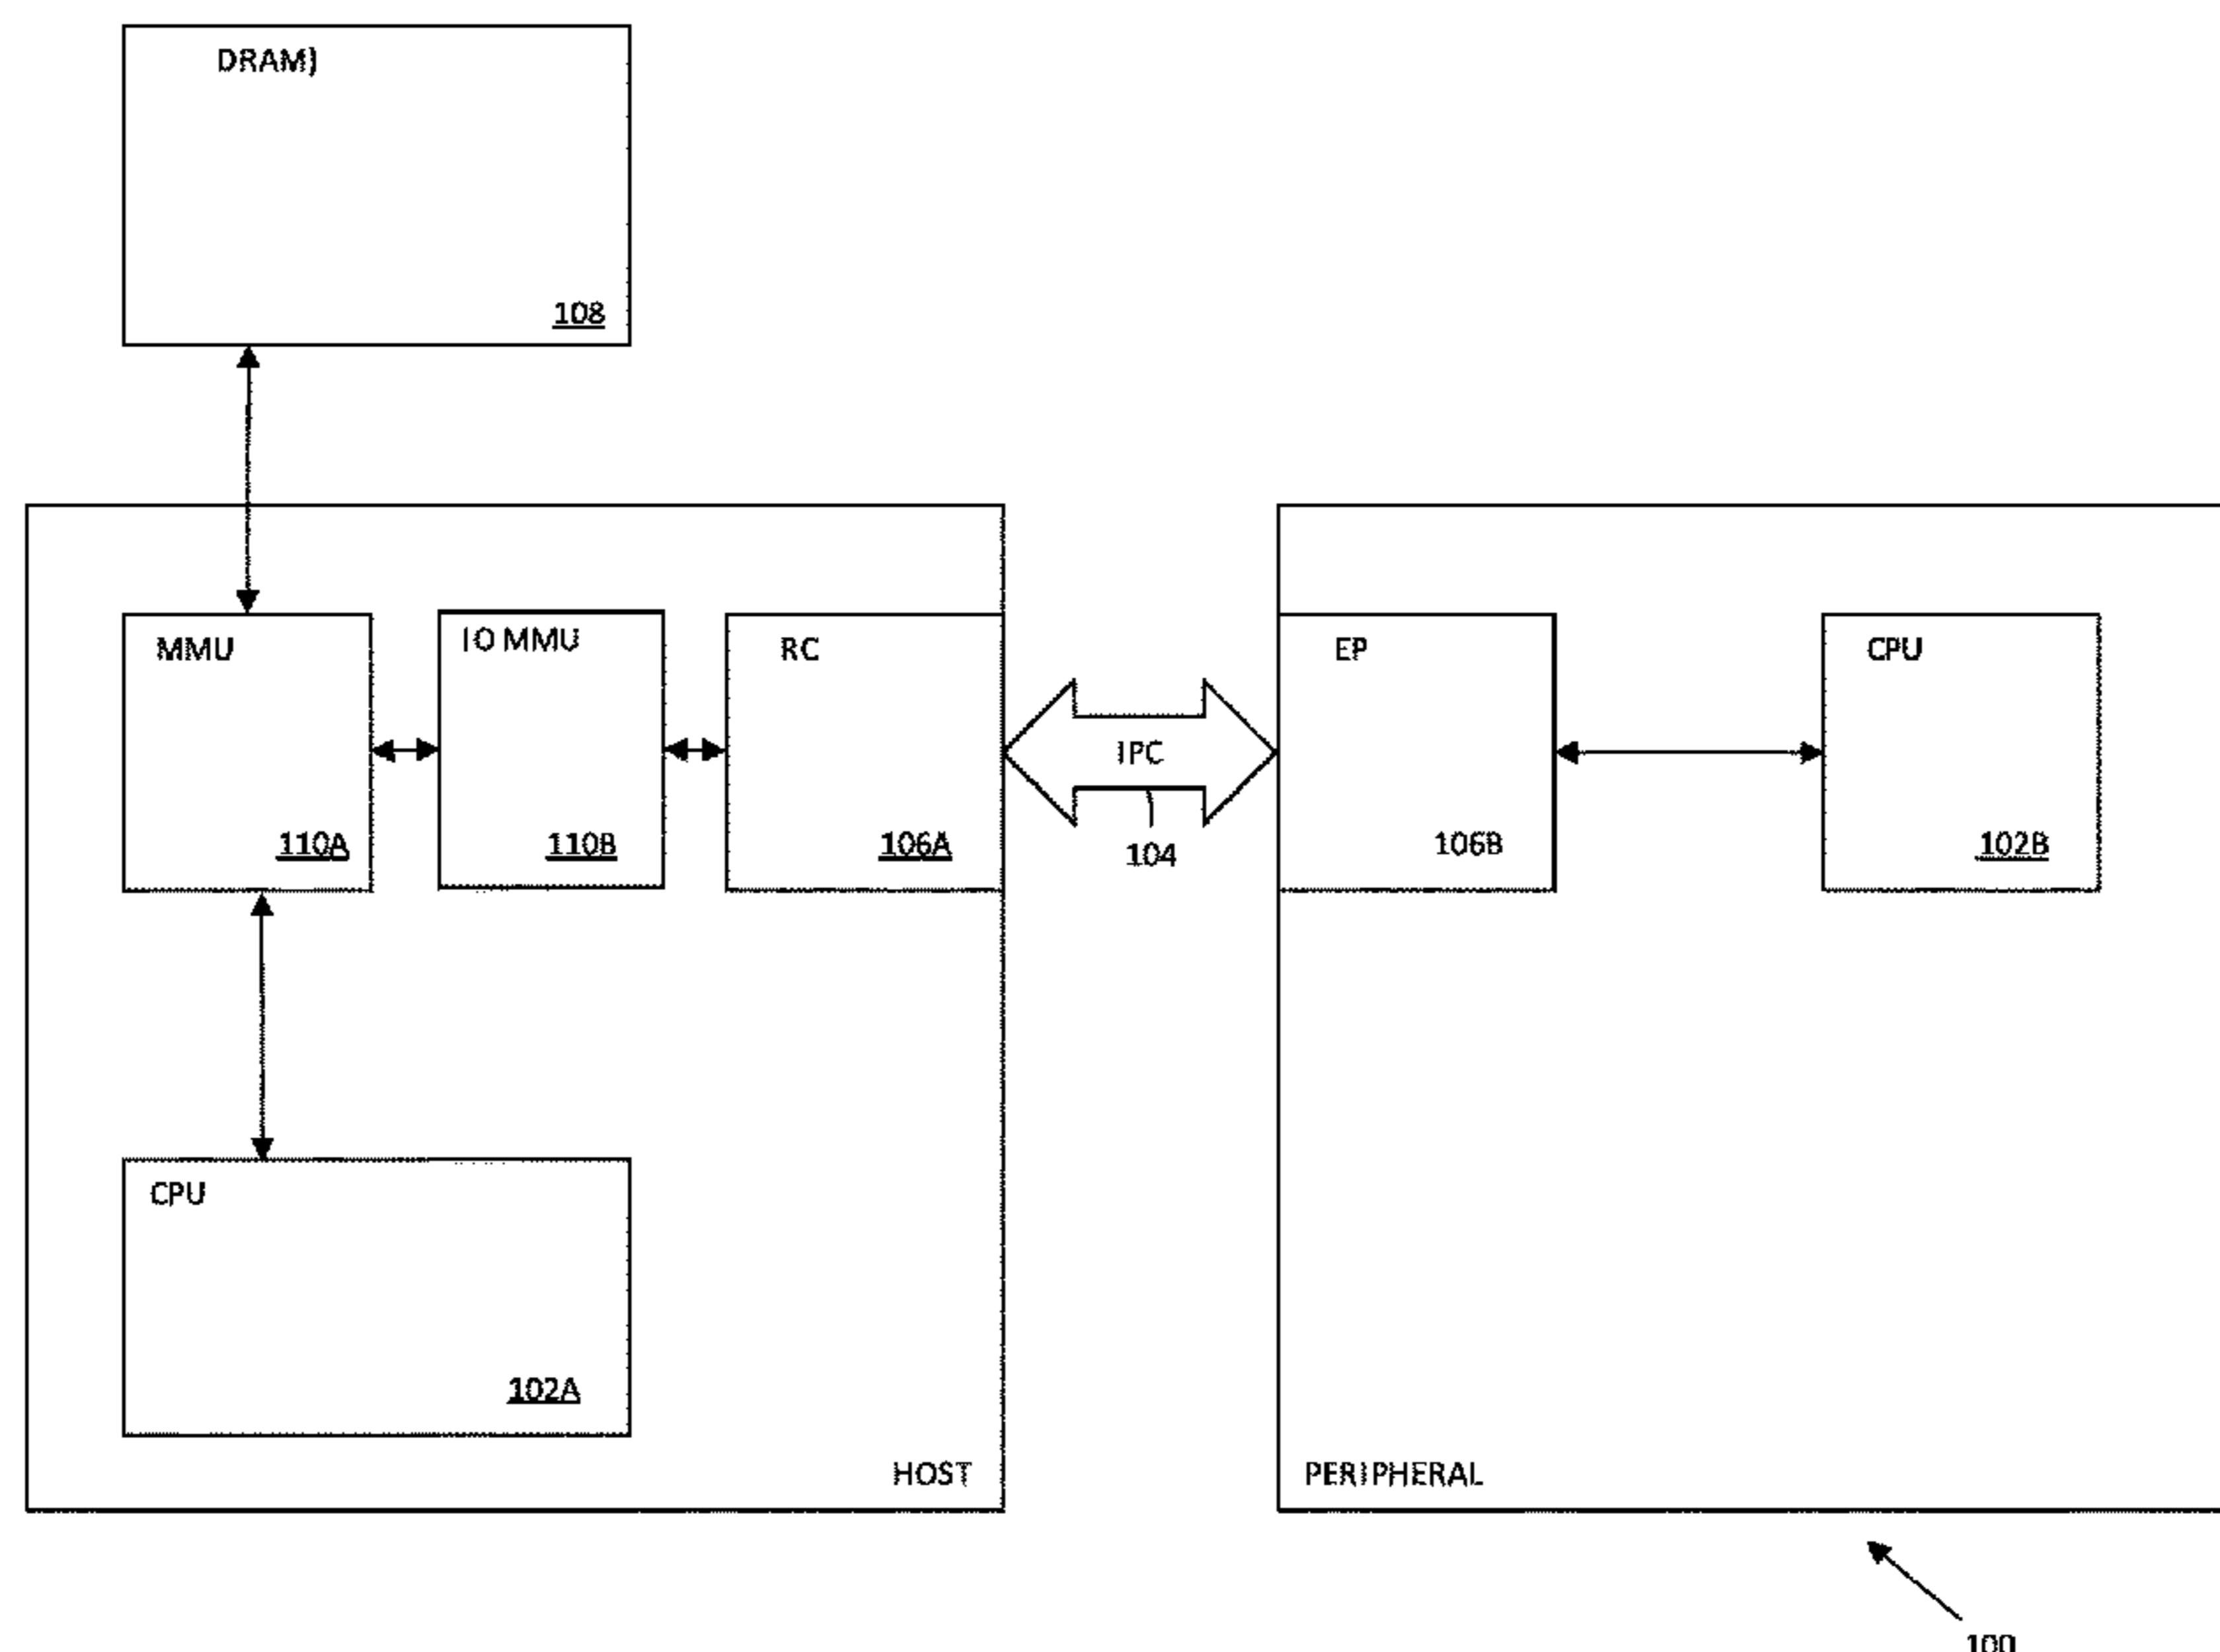 DRAM)
108
MMU
110A
IO MMU
110B
RC
106A
IPC
104
EP
106B
CPU
102B
CPU
102A
HOST
PERIPHERAL
100